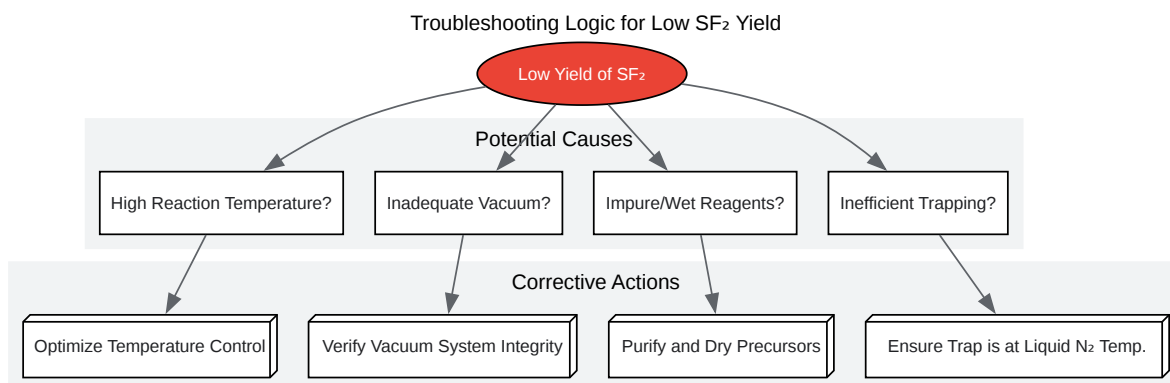 Troubleshooting Logic for Low SF₂ Yield
Low Yield of SF₂
Potential Causes
High Reaction Temperature?
Inadequate Vacuum?
Impure/Wet Reagents?
Inefficient Trapping?
Corrective Actions
Optimize Temperature Control
Verify Vacuum System Integrity
Purify and Dry Precursors
Ensure Trap is at Liquid N₂ Temp.